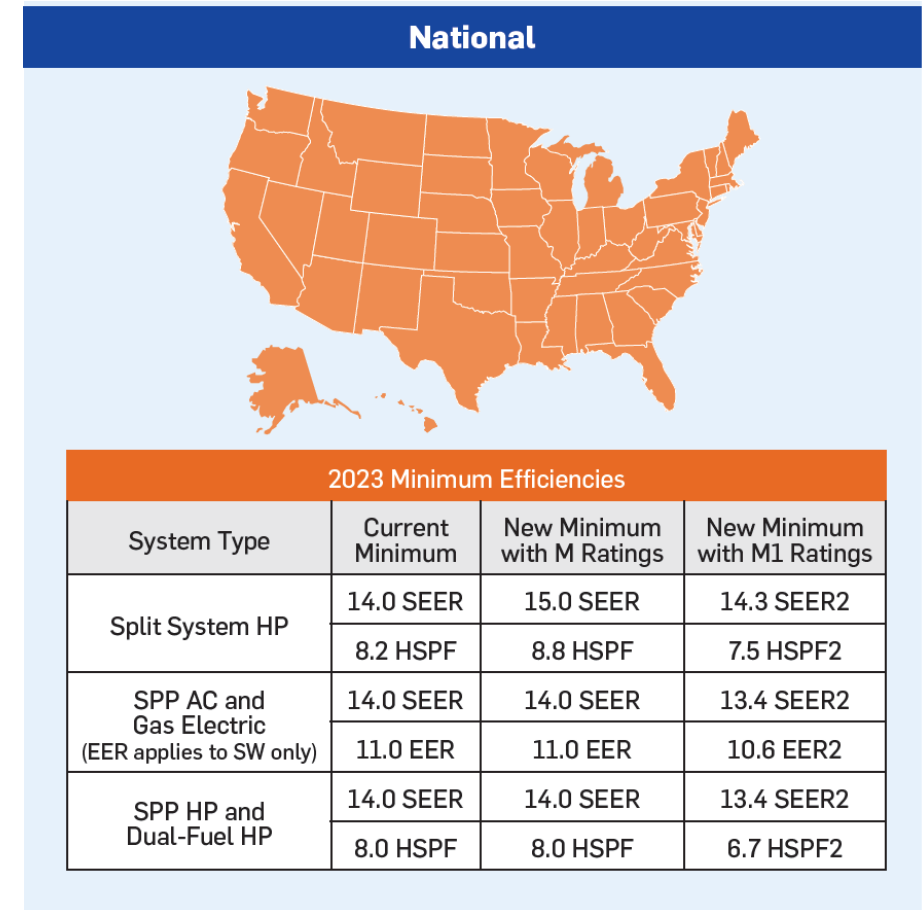 National
2023 Minimum Efficiencies
System Type
Current
Minimum
New Minimum
with M Ratings
New Minimum
with M1 Ratings
Split System HP
14.0 SEER
15.0 SEER
14.3 SEER2
8.2 HSPF
8.8 HSPF
7.5 HSPF2
SPP AC and
Gas Electric
(EER applies to SW only)
14.0 SEER
14.0 SEER
13.4 SEER2
11.0 EER
11.0 EER
10.6 EER2
SPP HP and
Dual-Fuel HP
14.0 SEER
14.0 SEER
13.4 SEER2
8.0 HSPF
8.0 HSPF
6.7 HSPF2